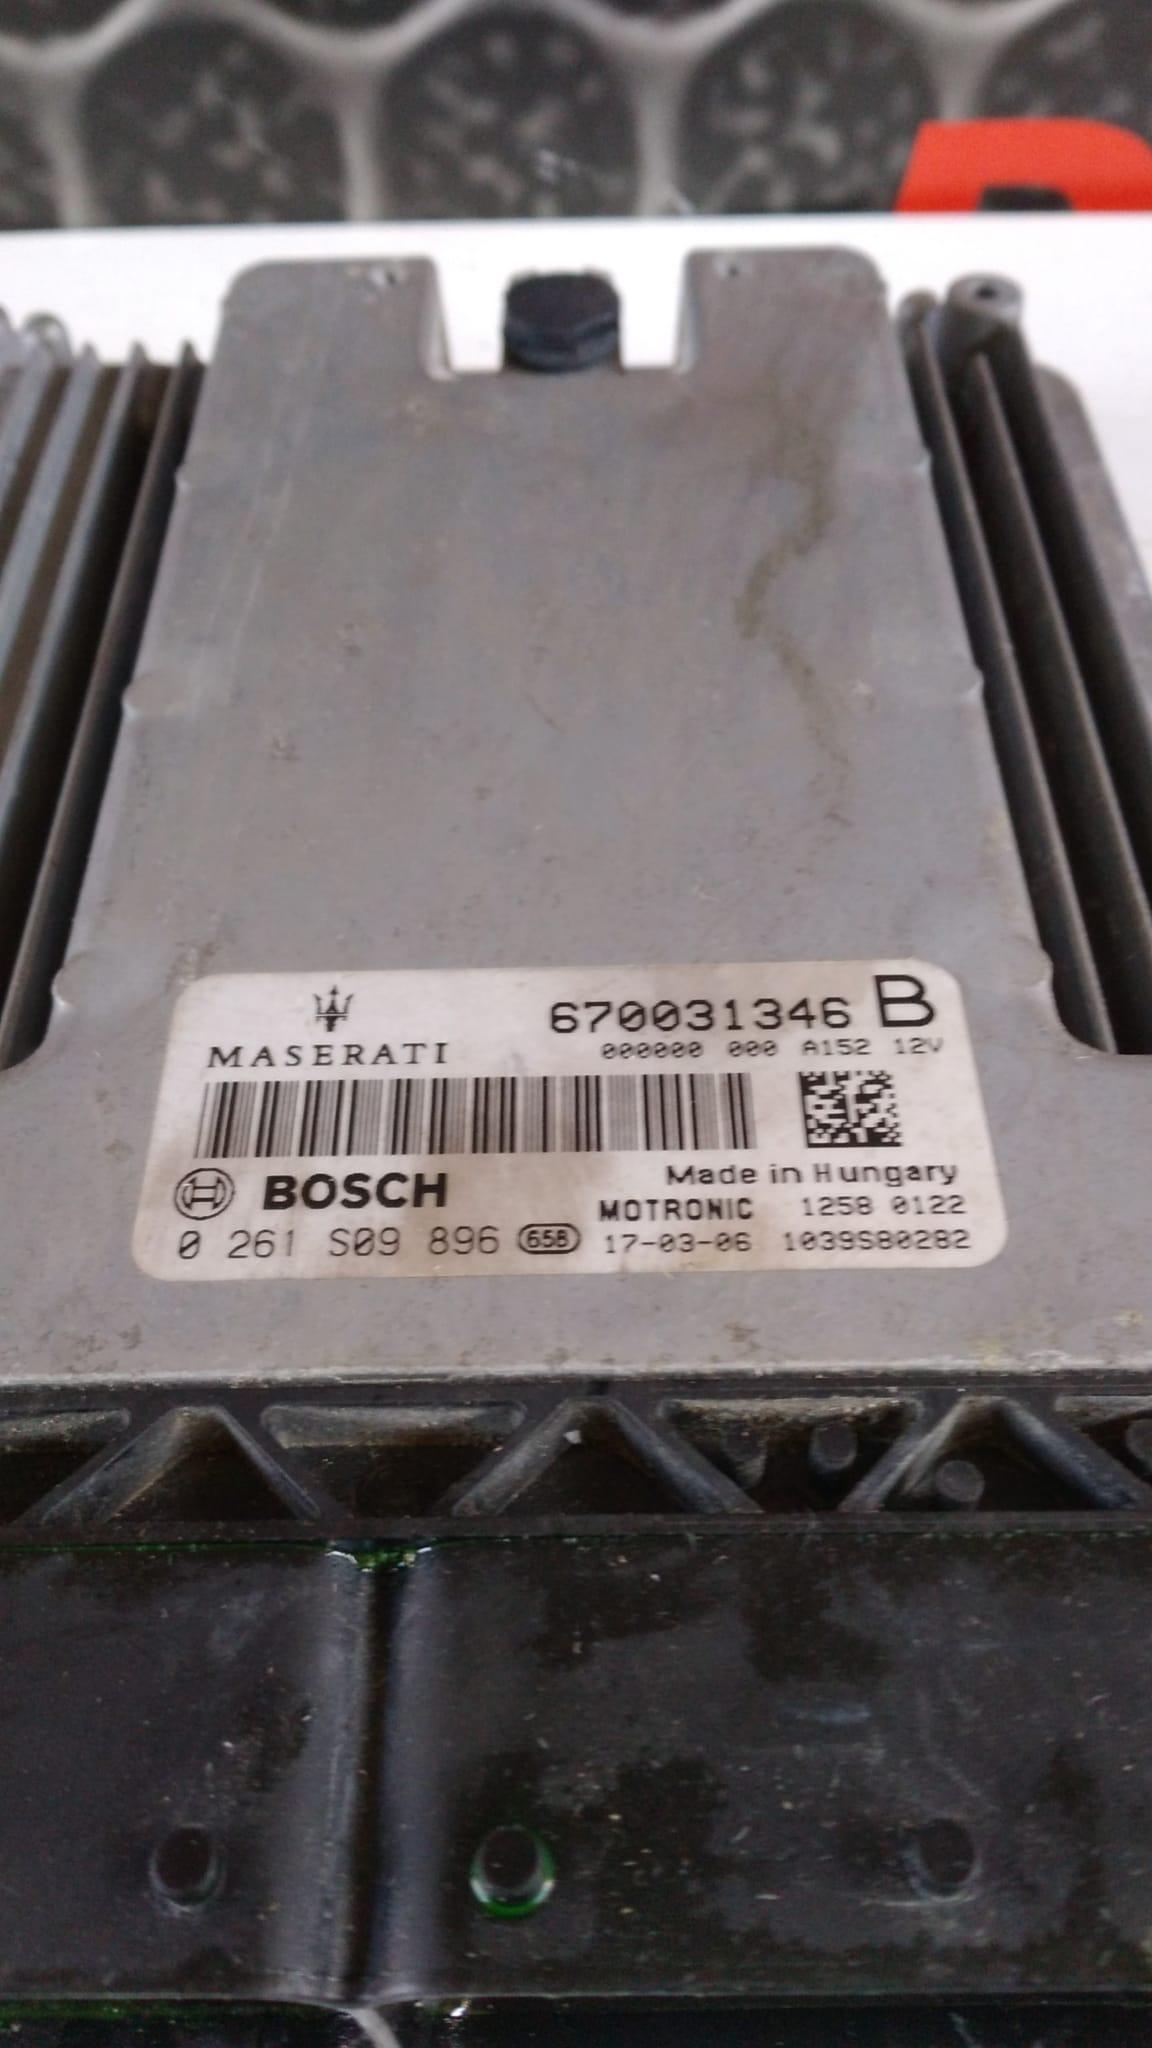 MASERATI
670031346 B
000000 000 A152 12V
BOSCH
Made in Hungary
MOTRONIC 1258 0122
0 261 S09 896 658 17-03-06 1039S80282